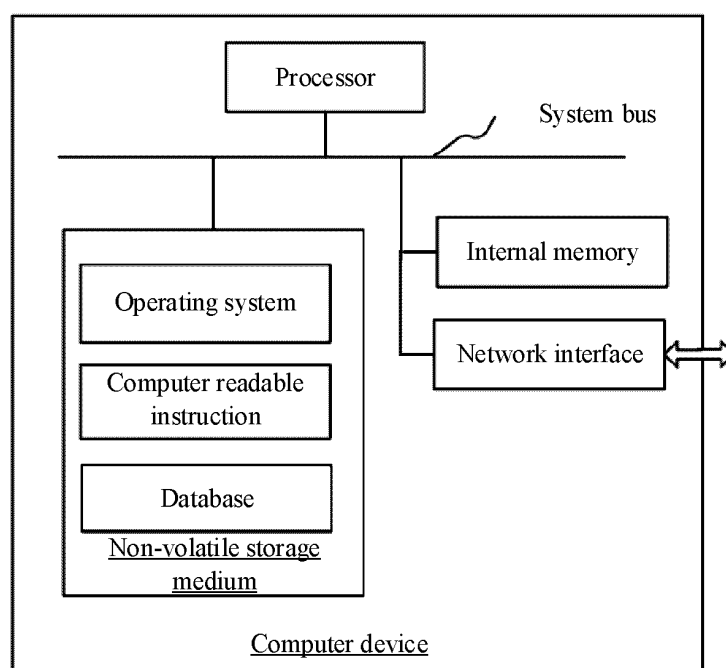 Processor
System bus
Internal memory
Operating system
Network interface
Computer readable
instruction
Database
Non-volatile storage
medium
Computer device